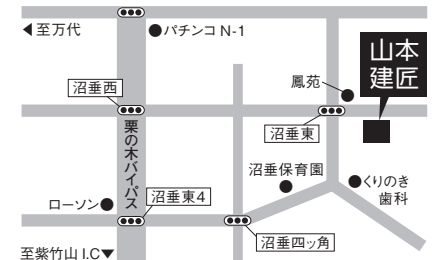 ◀至万代
●パチンコ N-1
山本
建匠
鳳苑
沼垂西
沼垂東
栗の木バイパス
沼垂保育園
●くりのき
歯科
ローソン●
沼垂東4
沼垂四ッ角
至紫竹山 I.C▼